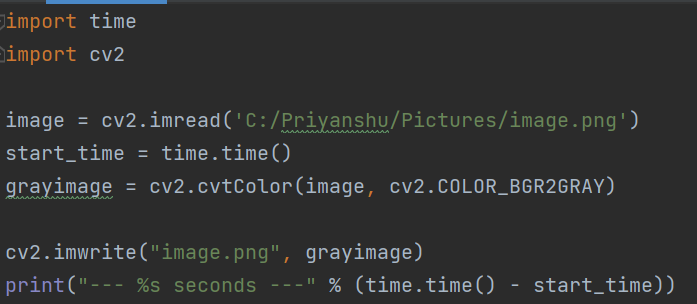 import time
import cv2
image = cv2.imread('C:/Priyanshu/Pictures/image.png')
start_time = time.time()
grayimage = cv2.cvtColor(image, cv2.COLOR_BGR2GRAY)
cv2.imwrite("image.png", grayimage)
print("--- %s seconds ---" % (time.time() - start_time))